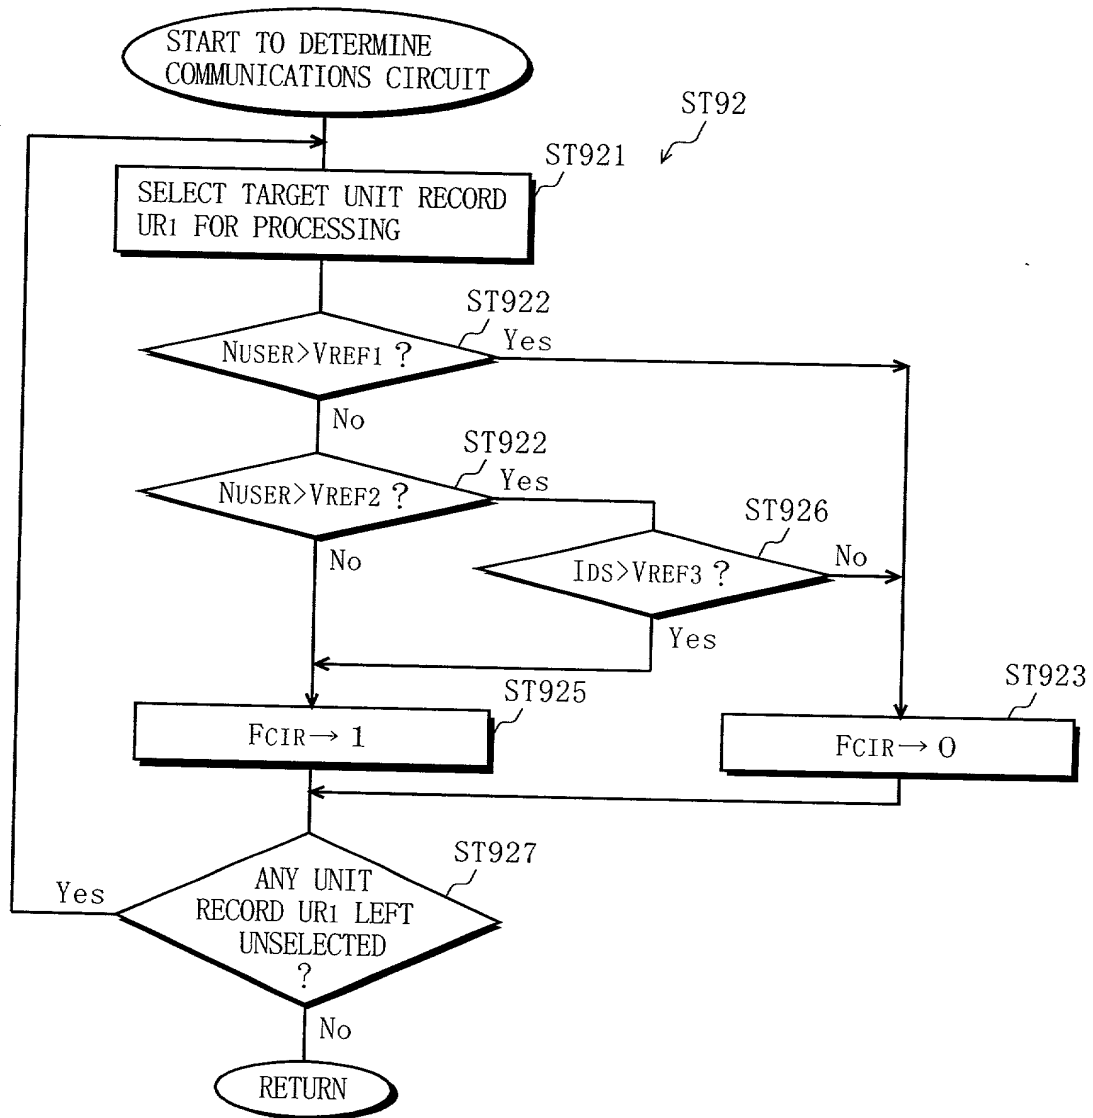 START TO DETERMINE
COMMUNICATIONS CIRCUIT
ST92
ST921
SELECT TARGET UNIT RECORD
UR1 FOR PROCESSING
ST922
NUSER>VREF1 ?
Yes
No
ST922
NUSER>VREF2 ?
Yes
No
ST926
IDS>VREF3 ?
No
Yes
ST925
FCIR→ 1
ST923
FCIR→ 0
ST927
ANY UNIT
RECORD UR1 LEFT
UNSELECTED
?
Yes
No
RETURN